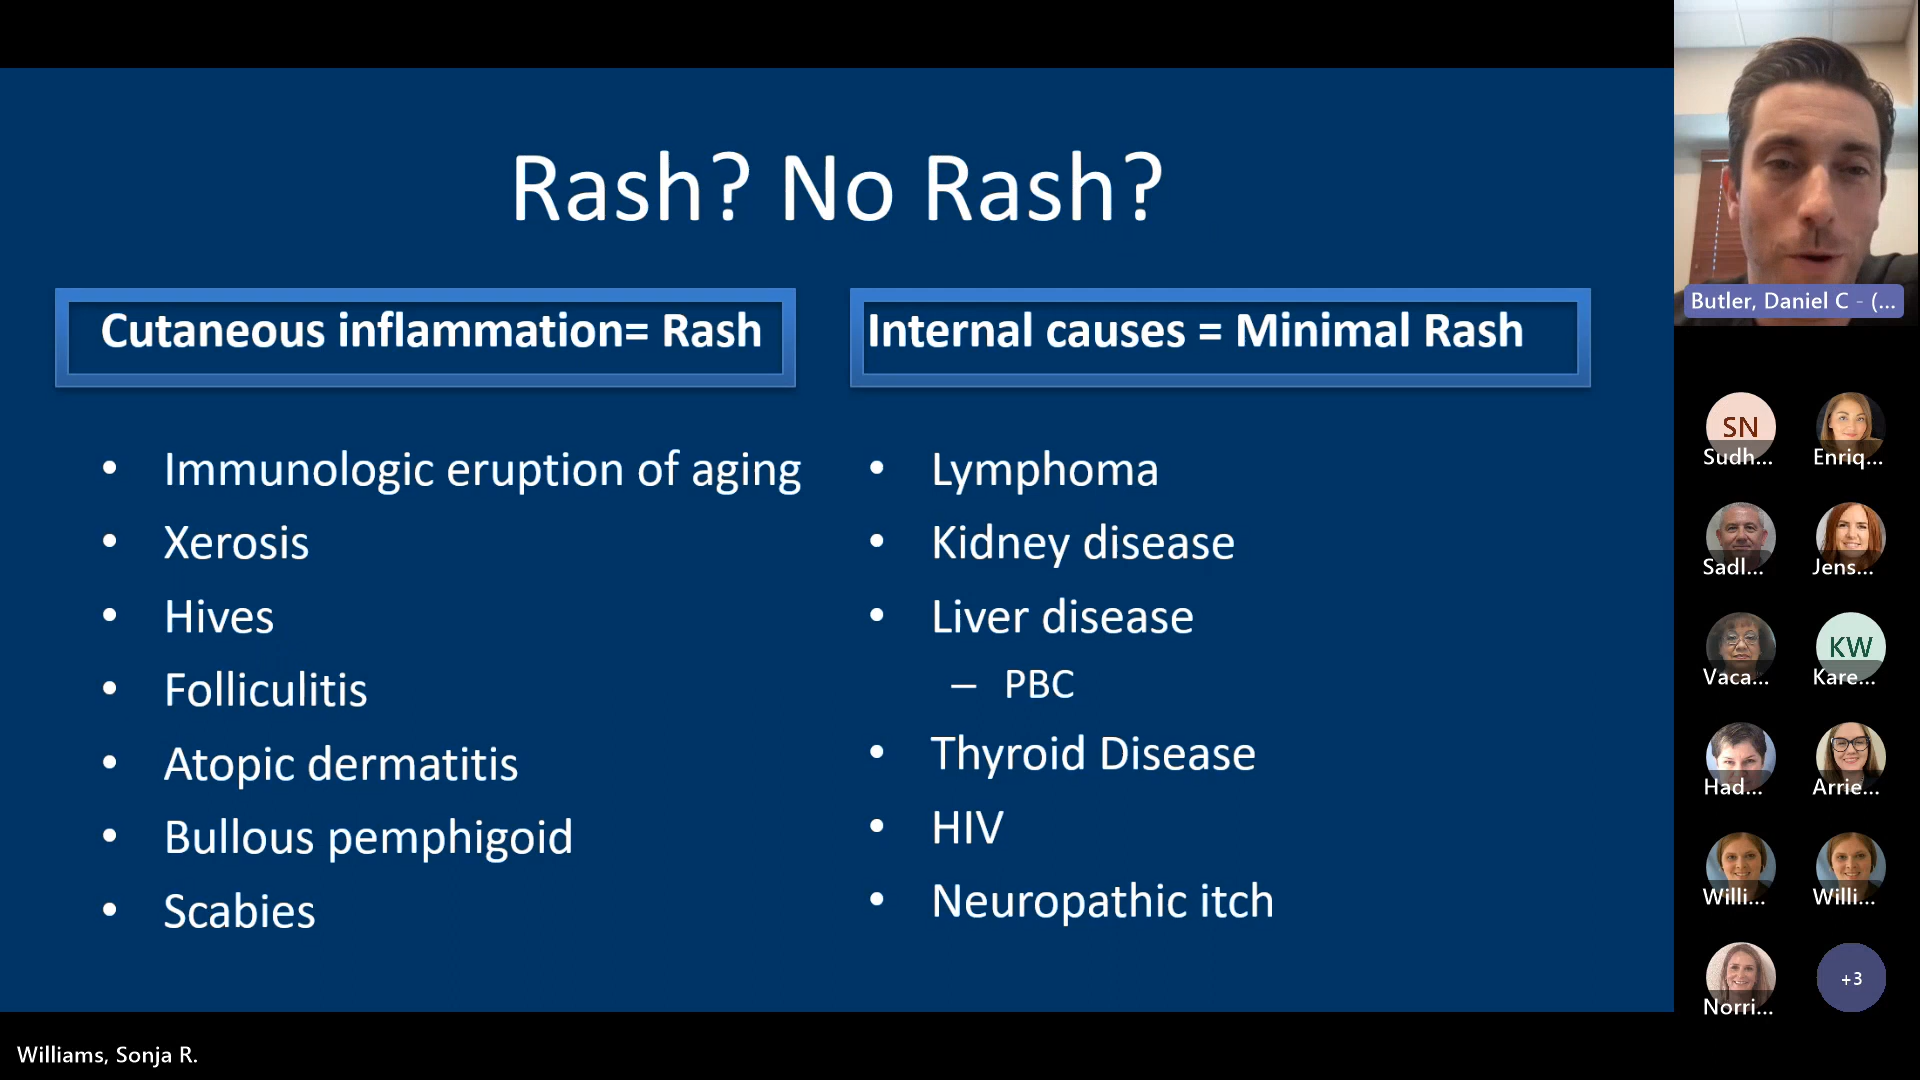 Rash? No Rash?
Cutaneous inflammation= Rash
• Immunologic eruption of aging
• Xerosis
• Hives
• Folliculitis
• Atopic dermatitis
• Bullous pemphigoid
• Scabies
Internal causes = Minimal Rash
• Lymphoma
• Kidney disease
• Liver disease
– PBC
• Thyroid Disease
• HIV
• Neuropathic itch
Butler, Daniel C - (...
SN
Sudh...
Enriq...
Sadl...
Jens...
Vaca...
KW
Kare...
Had...
Arrie...
Willi...
Willi...
Norri...
+3
Williams, Sonja R.